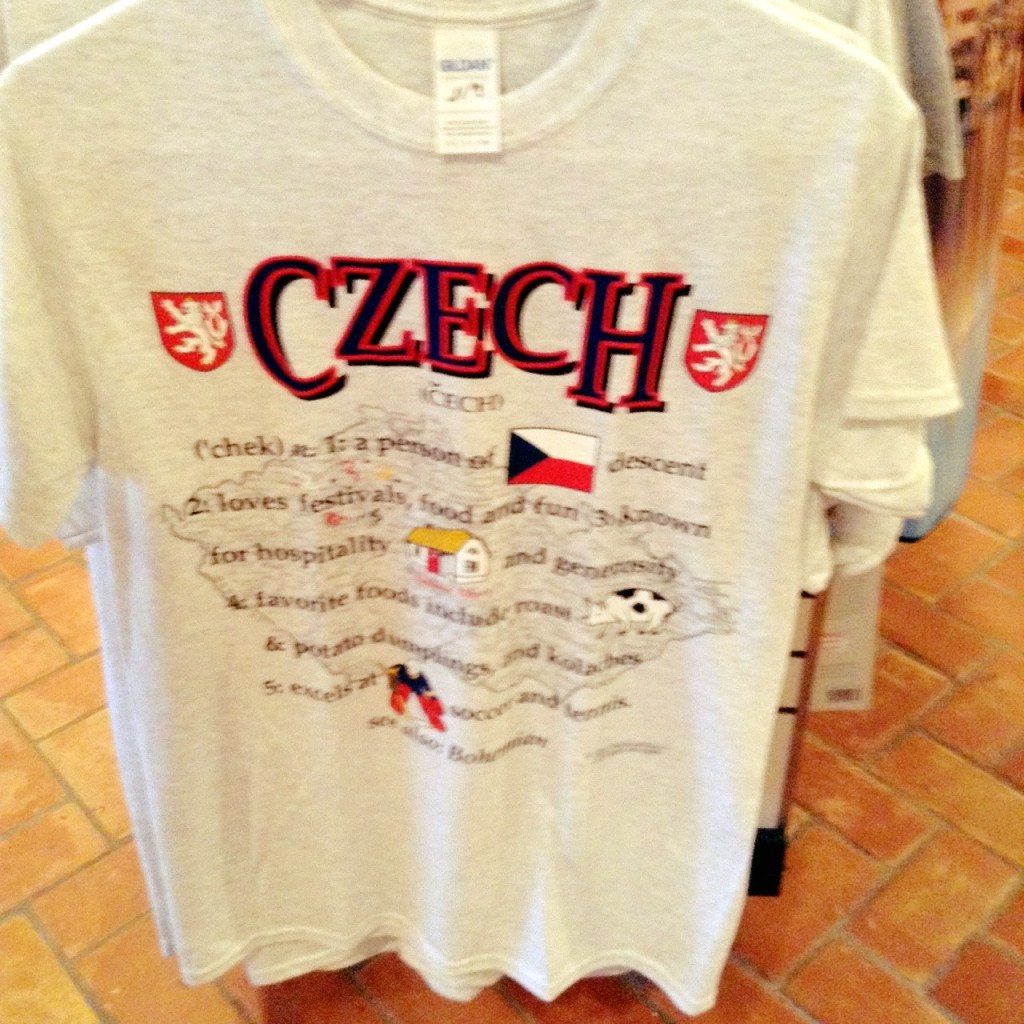 GILDAN
CZECH
(ČECH)
('chek) n. 1: a person of descent
2: loves festivals, food and fun 3: known
for hospitality and generosity
4: favorite foods include roast
& potato dumplings and kolaches
5: excels at soccer and tennis
see also: Bohemian